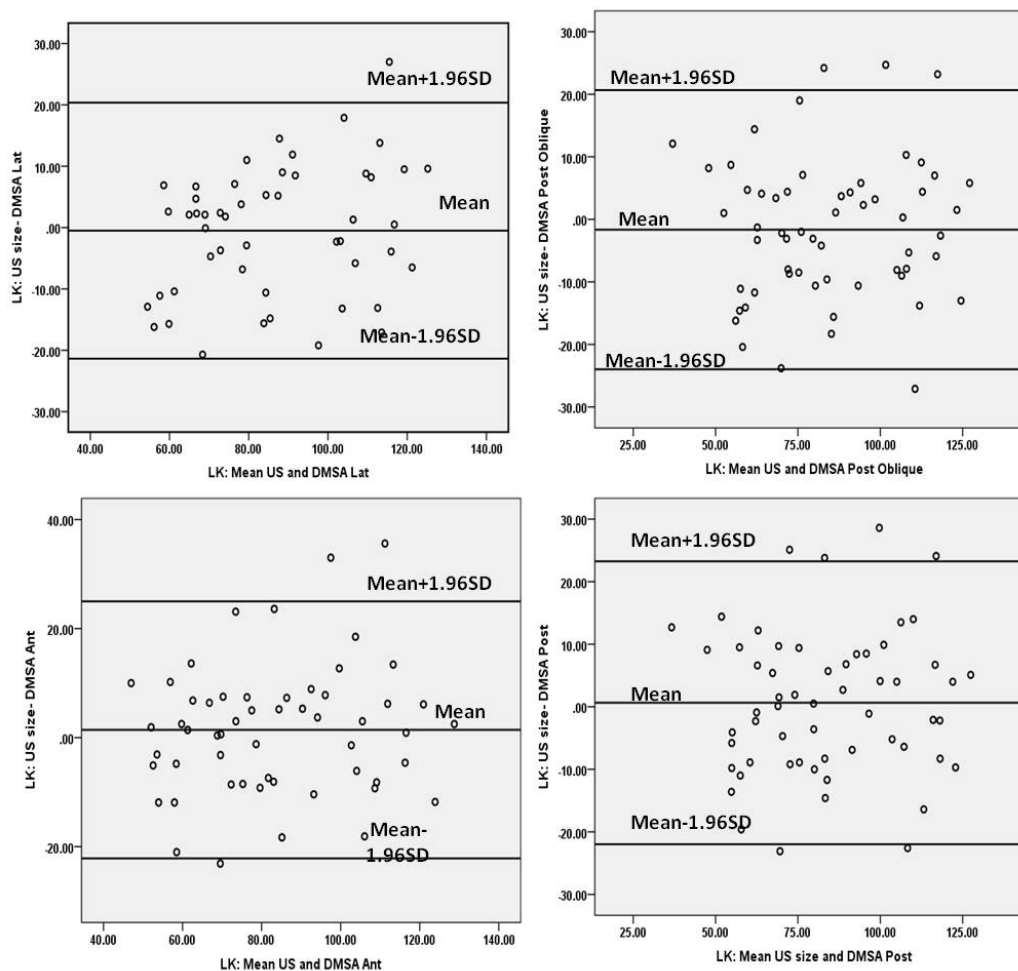 LK: US size- DMSA Lat
30.00
20.00
10.00
.00
-10.00
-20.00
-30.00
Mean+1.96SD
Mean
Mean-1.96SD
40.00 60.00 80.00 100.00 120.00 140.00
LK: Mean US and DMSA Lat
LK: US size- DMSA Post Oblique
30.00
20.00
10.00
.00
-10.00
-20.00
-30.00
Mean+1.96SD
Mean
Mean-1.96SD
25.00 50.00 75.00 100.00 125.00
LK: Mean US and DMSA Post Oblique
LK: US size- DMSA Ant
40.00
20.00
.00
-20.00
Mean+1.96SD
Mean
Mean-
1.96SD
40.00 60.00 80.00 100.00 120.00 140.00
LK: Mean US and DMSA Ant
LK: US size- DMSA Post
30.00
20.00
10.00
.00
-10.00
-20.00
-30.00
Mean+1.96SD
Mean
Mean-1.96SD
25.00 50.00 75.00 100.00 125.00
LK: Mean US size and DMSA Post